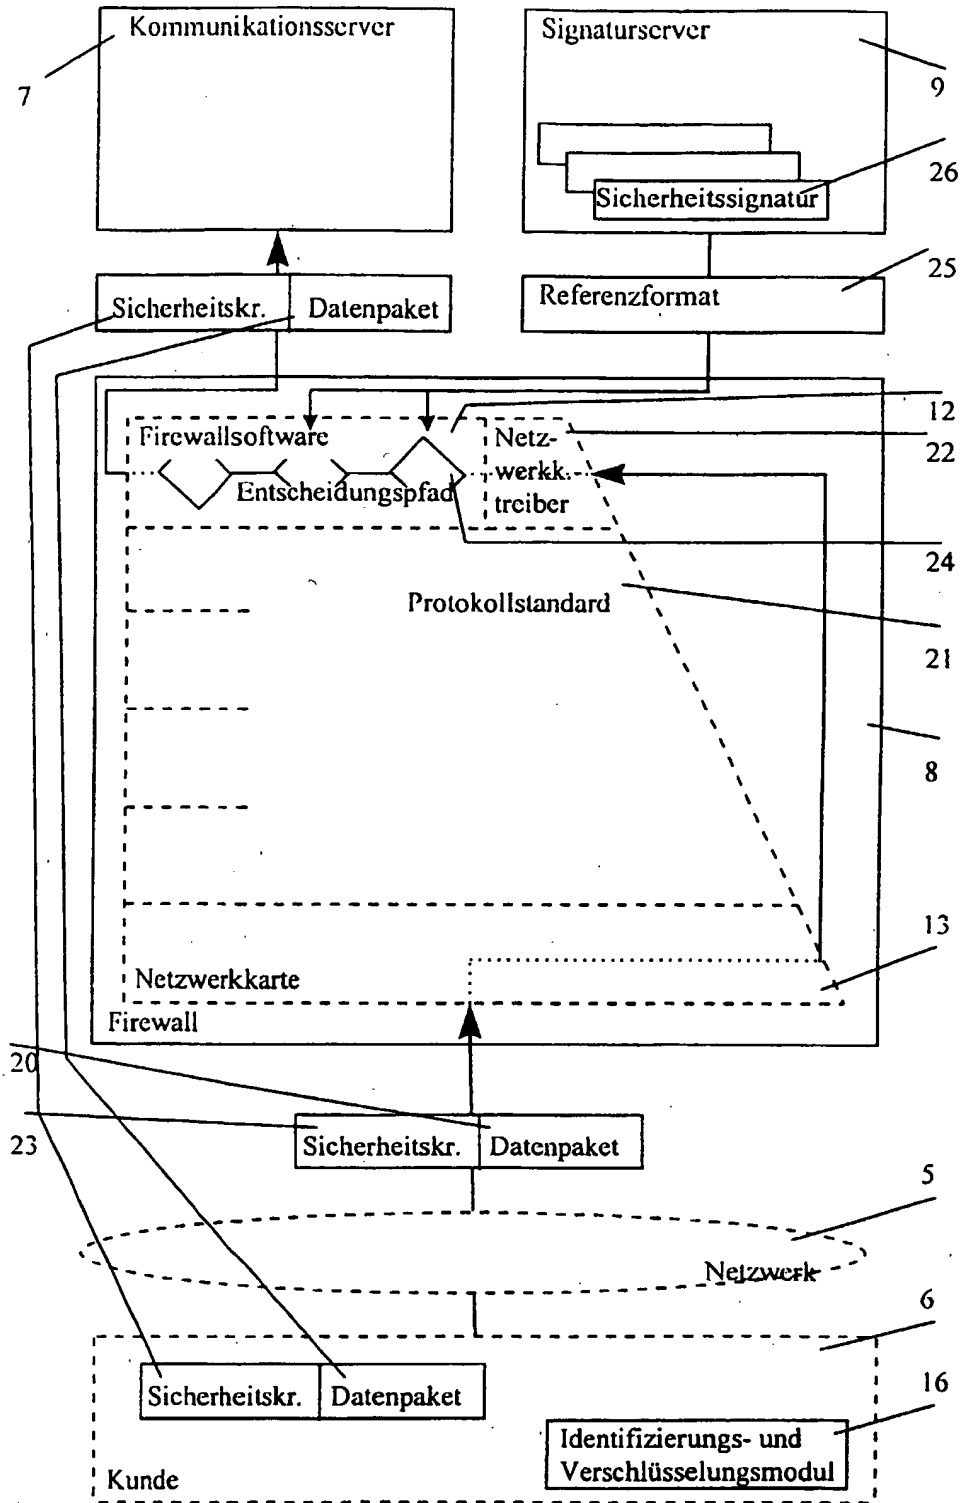 Kommunikationsserver
Signaturserver
7
9
26
Sicherheitssignatur
25
Sicherheitskr. Datenpaket
Referenzformat
12
Firewallsoftware
Netz-
22
werkk.
Entscheidungspfad
treiber
24
Protokollstandard
21
8
13
Netzwerkkarte
Firewall
20
23
Sicherheitskr. Datenpaket
5
Netzwerk
6
Sicherheitskr. Datenpaket
16
Identifizierungs- und
Verschlüsselungsmodul
Kunde